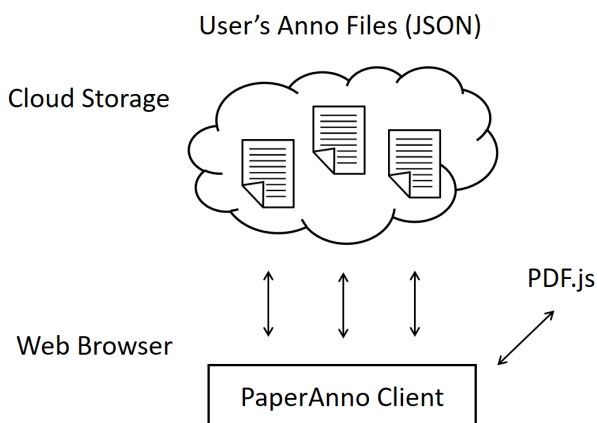 User’s Anno Files (JSON)
Cloud Storage
PDF.js
Web Browser
PaperAnno Client